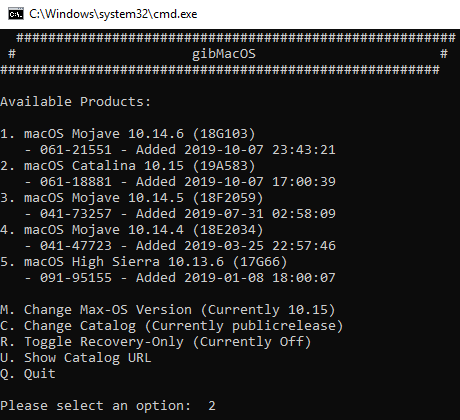 C:\Windows\system32\cmd.exe
#######################################################
# gibMacOS #
#######################################################
Available Products:
1. macOS Mojave 10.14.6 (18G103)
- 061-21551 - Added 2019-10-07 23:43:21
2. macOS Catalina 10.15 (19A583)
- 061-18881 - Added 2019-10-07 17:00:39
3. macOS Mojave 10.14.5 (18F2059)
- 041-73257 - Added 2019-07-31 02:58:09
4. macOS Mojave 10.14.4 (18E2034)
- 041-47723 - Added 2019-03-25 22:57:46
5. macOS High Sierra 10.13.6 (17G66)
- 091-95155 - Added 2019-01-08 18:00:07
M. Change Max-OS Version (Currently 10.15)
C. Change Catalog (Currently publicrelease)
R. Toggle Recovery-Only (Currently Off)
U. Show Catalog URL
Q. Quit
Please select an option: 2